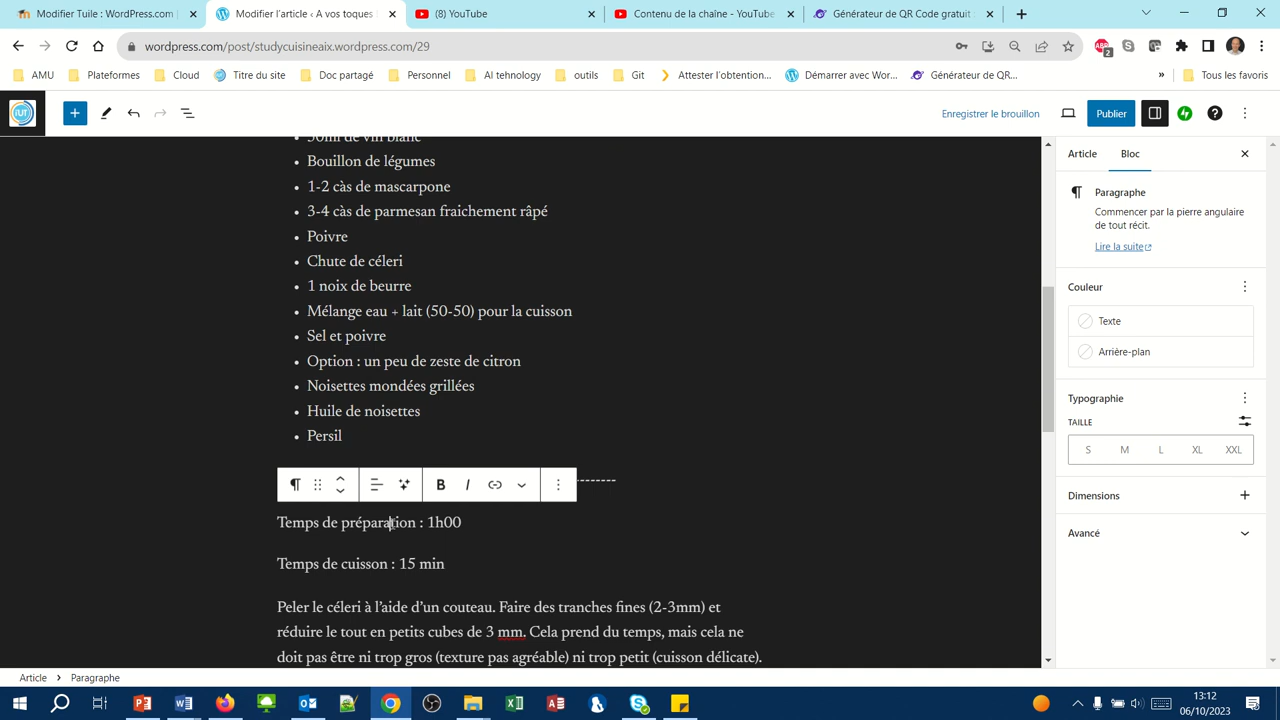 Modifier Tuile : WordPress.com
Modifier l'article ‹ A vos toques
(8) YouTube
Contenu de la chaîne - YouTube
Générateur de QR Code gratuit
wordpress.com/post/studycuisineaix.wordpress.com/29
AMU
Plateformes
Cloud
Titre du site
Doc partagé
Personnel
AI tehnology
outils
Git
Attester l'obtention...
Démarrer avec Wor...
Générateur de QR...
»
Tous les favoris
Enregistrer le brouillon
Publier
50ml de vin blanc
Bouillon de légumes
1-2 càs de mascarpone
3-4 càs de parmesan fraichement râpé
Poivre
Chute de céleri
1 noix de beurre
Mélange eau + lait (50-50) pour la cuisson
Sel et poivre
Option : un peu de zeste de citron
Noisettes mondées grillées
Huile de noisettes
Persil
B I
--------
Temps de préparation : 1h00
Temps de cuisson : 15 min
Peler le céleri à l'aide d'un couteau. Faire des tranches fines (2-3mm) et
réduire le tout en petits cubes de 3 mm. Cela prend du temps, mais cela ne
doit pas être ni trop gros (texture pas agréable) ni trop petit (cuisson délicate).
Article Bloc
Paragraphe
Commencer par la pierre angulaire
de tout récit.
Lire la suite
Couleur
Texte
Arrière-plan
Typographie
TAILLE
S M L XL XXL
Dimensions
Avancé
Article > Paragraphe
13:12
06/10/2023